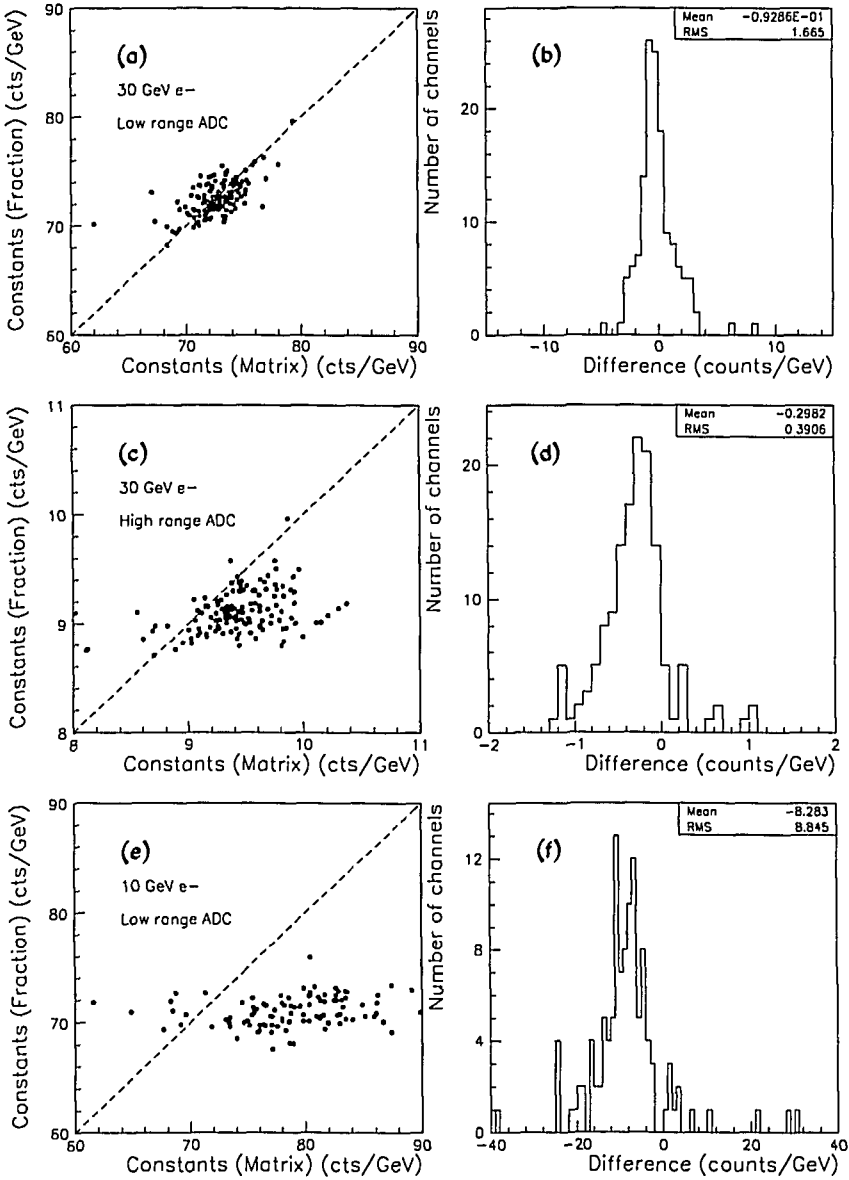 90
80
70
60
Constants (Fraction) (cts/GeV)
(a)
30 GeV e-
Low range ADC
60 70 80 90
Constants (Matrix) (cts/GeV)
Number of channels
20
10
0
(b)
Mean -0.9286E-01
RMS 1.665
-10 0 10
Difference (counts/GeV)
11
10
9
8
Constants (Fraction) (cts/GeV)
(c)
30 GeV e-
High range ADC
8 9 10 11
Constants (Matrix) (cts/GeV)
Number of channels
20
10
0
(d)
Mean -0.2982
RMS 0.3906
-2 -1 0 1 2
Difference (counts/GeV)
90
80
70
60
Constants (Fraction) (cts/GeV)
(e)
10 GeV e-
Low range ADC
60 70 80 90
Constants (Matrix) (cts/GeV)
Number of channels
12
8
4
0
(f)
Mean -8.283
RMS 8.845
-40 -20 0 20 40
Difference (counts/GeV)